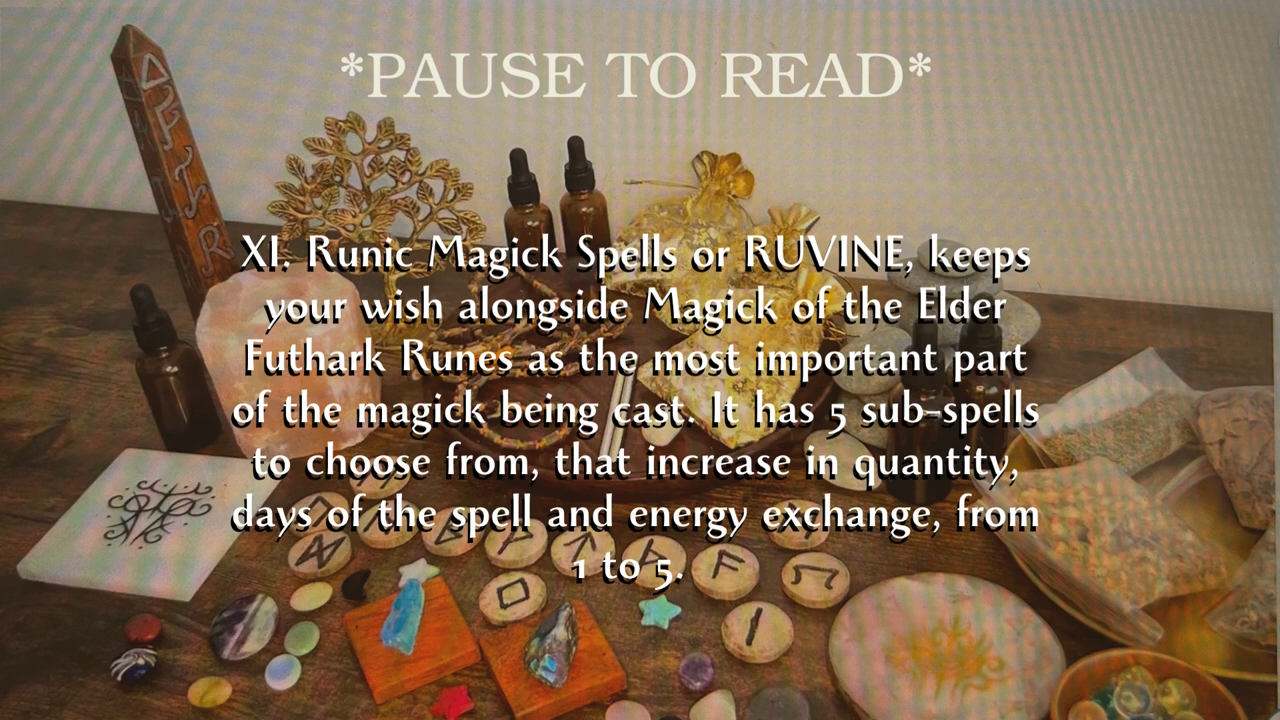 *PAUSE TO READ*
XI. Runic Magick Spells or RUVINE, keeps
your wish alongside Magick of the Elder
Futhark Runes as the most important part
of the magick being cast. It has 5 sub-spells
to choose from, that increase in quantity,
days of the spell and energy exchange, from
1 to 5.